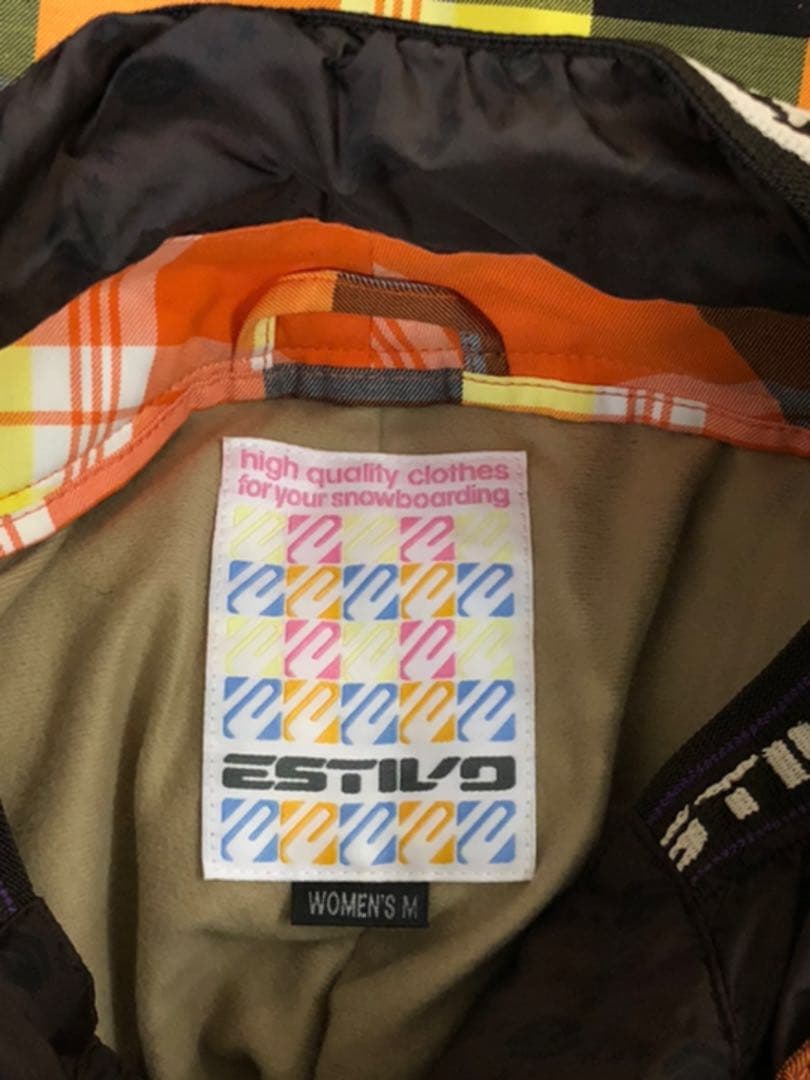 high quality clothes
for your snowboarding
ESTIVO
WOMEN'S M